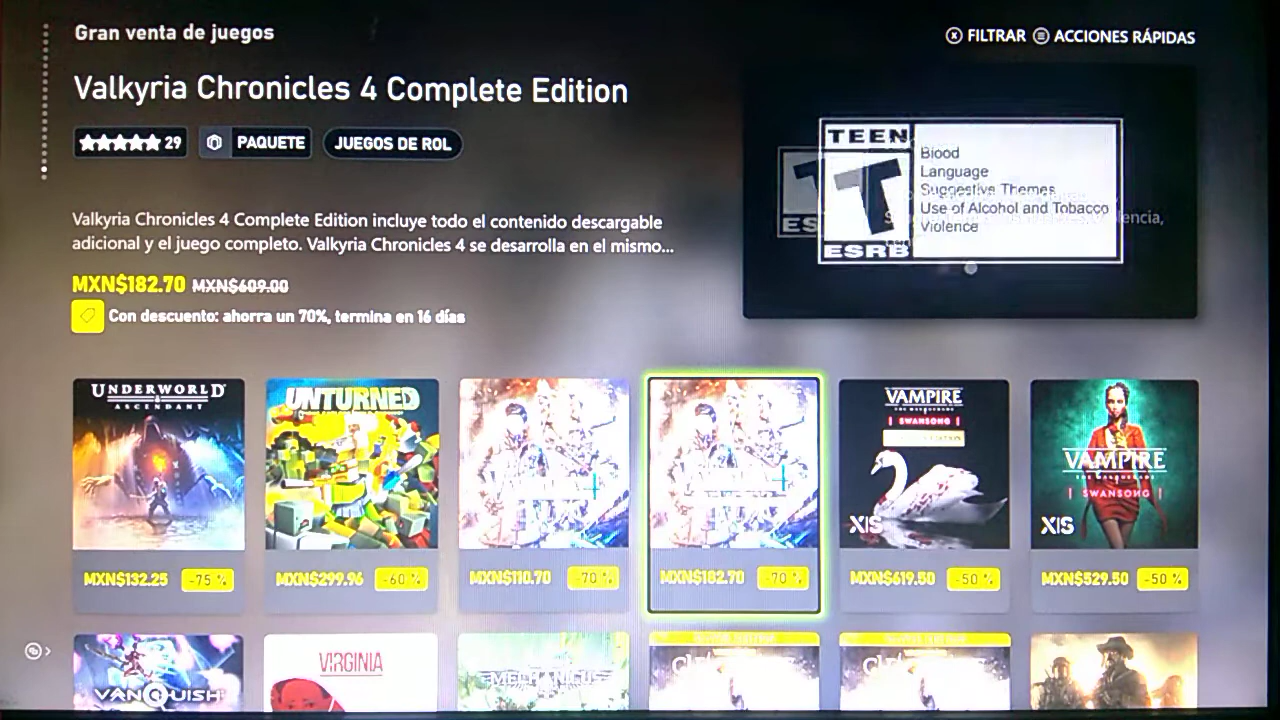 Gran venta de juegos
FILTRAR ACCIONES RÁPIDAS
Valkyria Chronicles 4 Complete Edition
29 PAQUETE JUEGOS DE ROL
Valkyria Chronicles 4 Complete Edition incluye todo el contenido descargable
adicional y el juego completo. Valkyria Chronicles 4 se desarrolla en el mismo...
MXN$182.70 MXN$609.00
Con descuento: ahorra un 70%, termina en 16 días
TEEN
T
ESRB
Blood
Language
Suggestive Themes
Use of Alcohol and Tobacco
Violence
UNDERWORLD
ASCENDANT
MXN$132.25 -75 %
UNTURNED
MXN$299.96 -60 %
MXN$110.70 -70 %
MXN$182.70 -70 %
VAMPIRE
THE MASQUERADE
SWANSONG
X|S
MXN$619.50 -50 %
VAMPIRE
THE MASQUERADE
SWANSONG
X|S
MXN$529.50 -50 %
VANQUISH
VIRGINIA
MECHANICUS